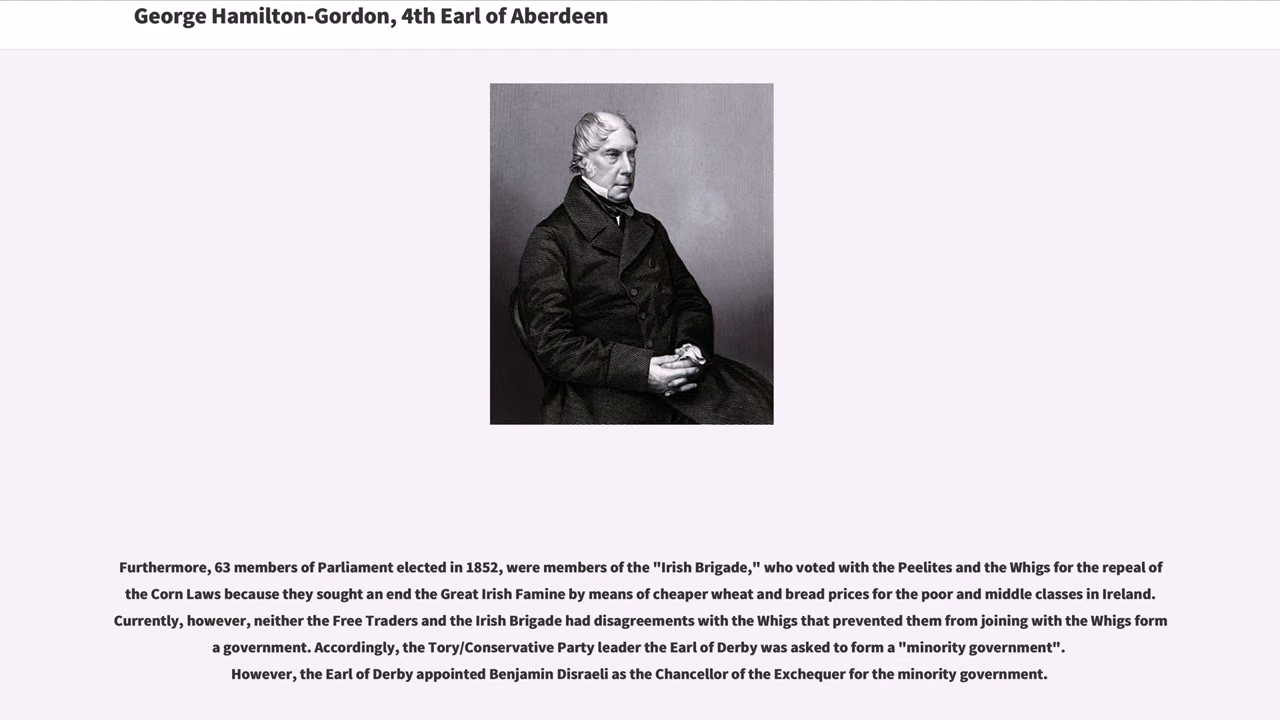 George Hamilton-Gordon, 4th Earl of Aberdeen
Furthermore, 63 members of Parliament elected in 1852, were members of the "Irish Brigade," who voted with the Peelites and the Whigs for the repeal of
the Corn Laws because they sought an end the Great Irish Famine by means of cheaper wheat and bread prices for the poor and middle classes in Ireland.
Currently, however, neither the Free Traders and the Irish Brigade had disagreements with the Whigs that prevented them from joining with the Whigs form
a government. Accordingly, the Tory/Conservative Party leader the Earl of Derby was asked to form a "minority government".
However, the Earl of Derby appointed Benjamin Disraeli as the Chancellor of the Exchequer for the minority government.